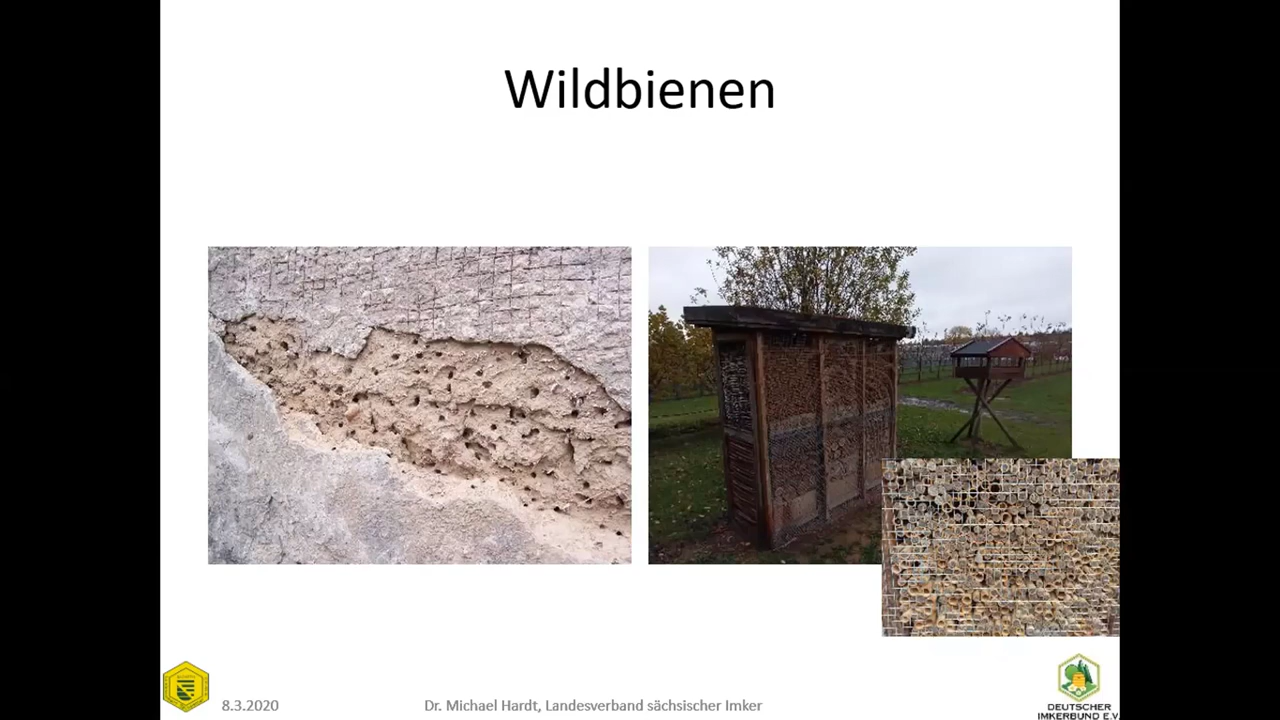 Wildbienen
8.3.2020
Dr. Michael Hardt, Landesverband sächsischer Imker
DEUTSCHER
IMKERBUND E.V